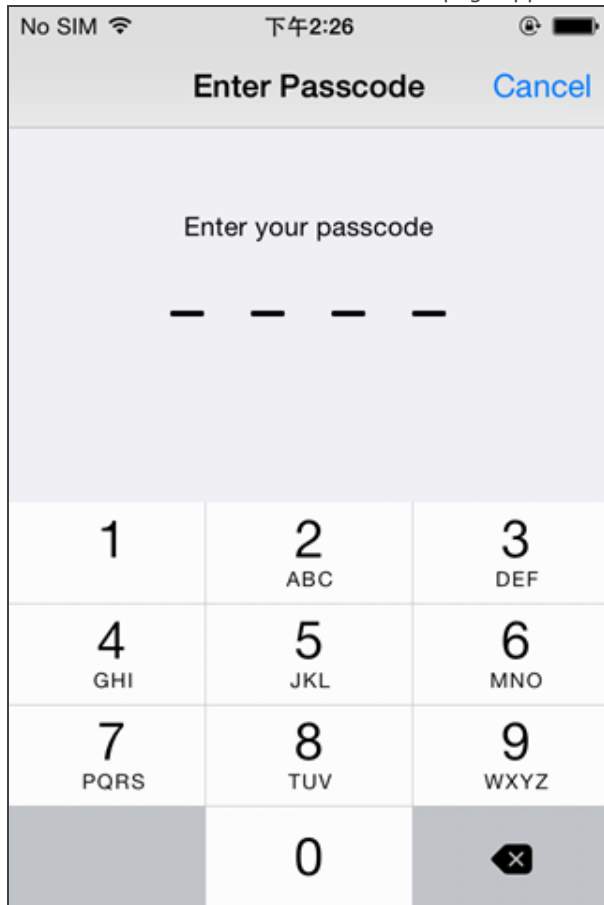 No SIM 下午2:26
Enter Passcode Cancel
Enter your passcode
1 2 3
ABC DEF
4 5 6
GHI JKL MNO
7 8 9
PQRS TUV WXYZ
0